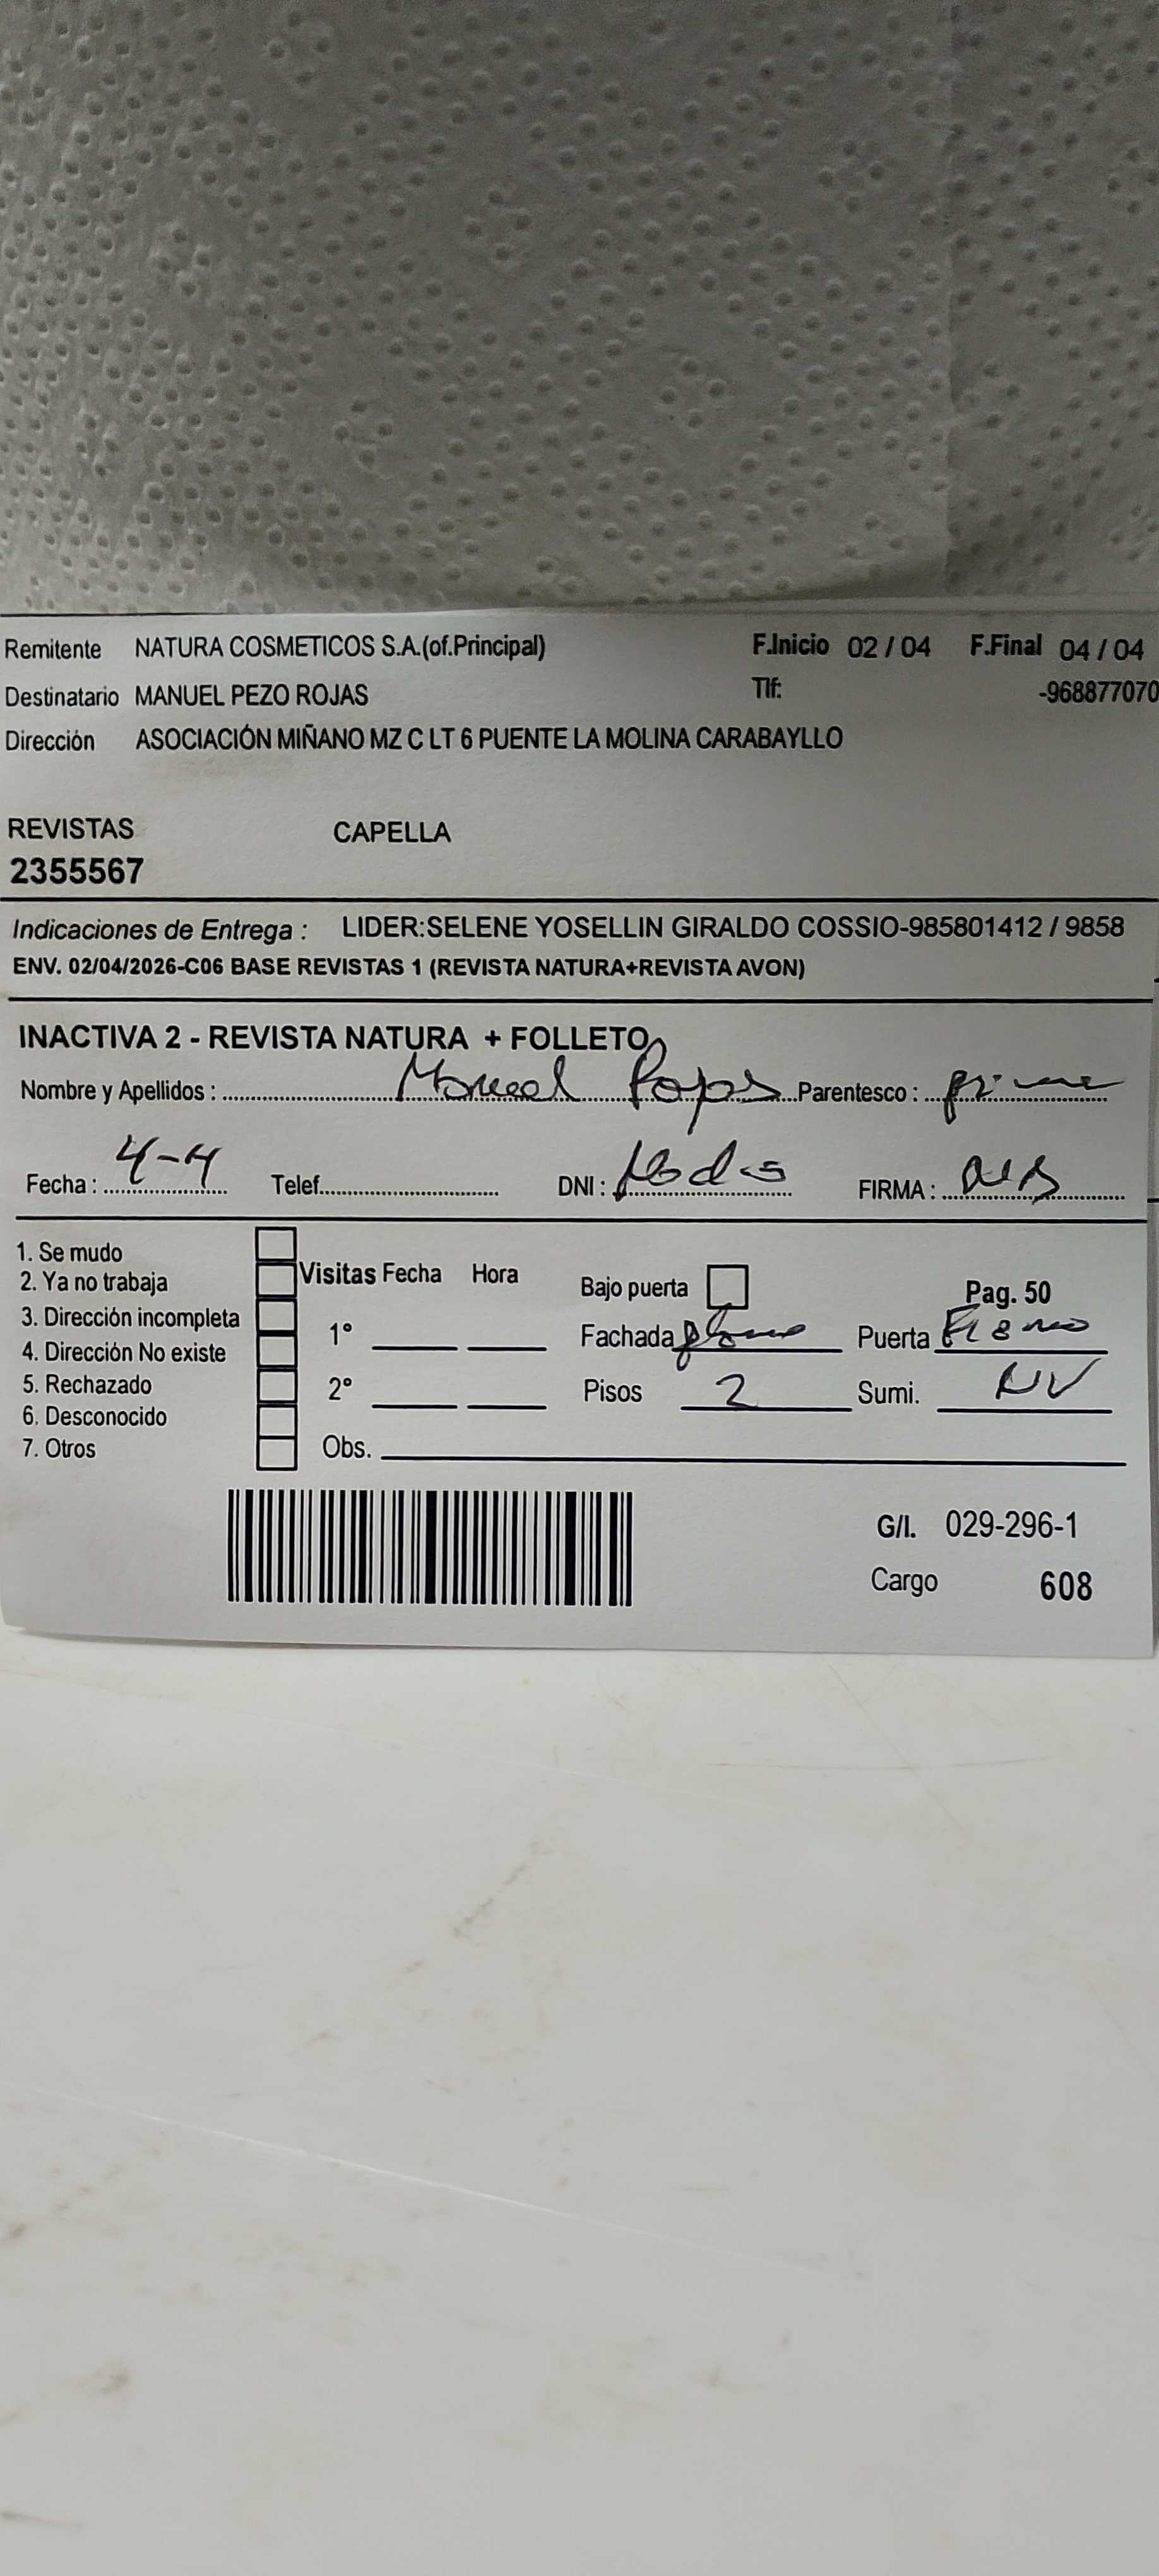 Remitente NATURA COSMETICOS S.A.(of.Principal) F.Inicio 02 / 04 F.Final 04 / 04
Destinatario MANUEL PEZO ROJAS Tlf: -968877070
Dirección ASOCIACIÓN MIÑANO MZ C LT 6 PUENTE LA MOLINA CARABAYLLO
REVISTAS CAPELLA
2355567
Indicaciones de Entrega : LIDER:SELENE YOSELLIN GIRALDO COSSIO-985801412 / 9858
ENV. 02/04/2026-C06 BASE REVISTAS 1 (REVISTA NATURA+REVISTA AVON)
INACTIVA 2 - REVISTA NATURA + FOLLETO
Nombre y Apellidos : Manuel Rojas Parentesco :
Fecha : 4-4 Telef. DNI : FIRMA :
1. Se mudo
2. Ya no trabaja Visitas Fecha Hora Bajo puerta Pag. 50
3. Dirección incompleta 1° Fachada Puerta
4. Dirección No existe
5. Rechazado 2° Pisos 2 Sumi. NV
6. Desconocido
7. Otros Obs.
G/I. 029-296-1
Cargo 608